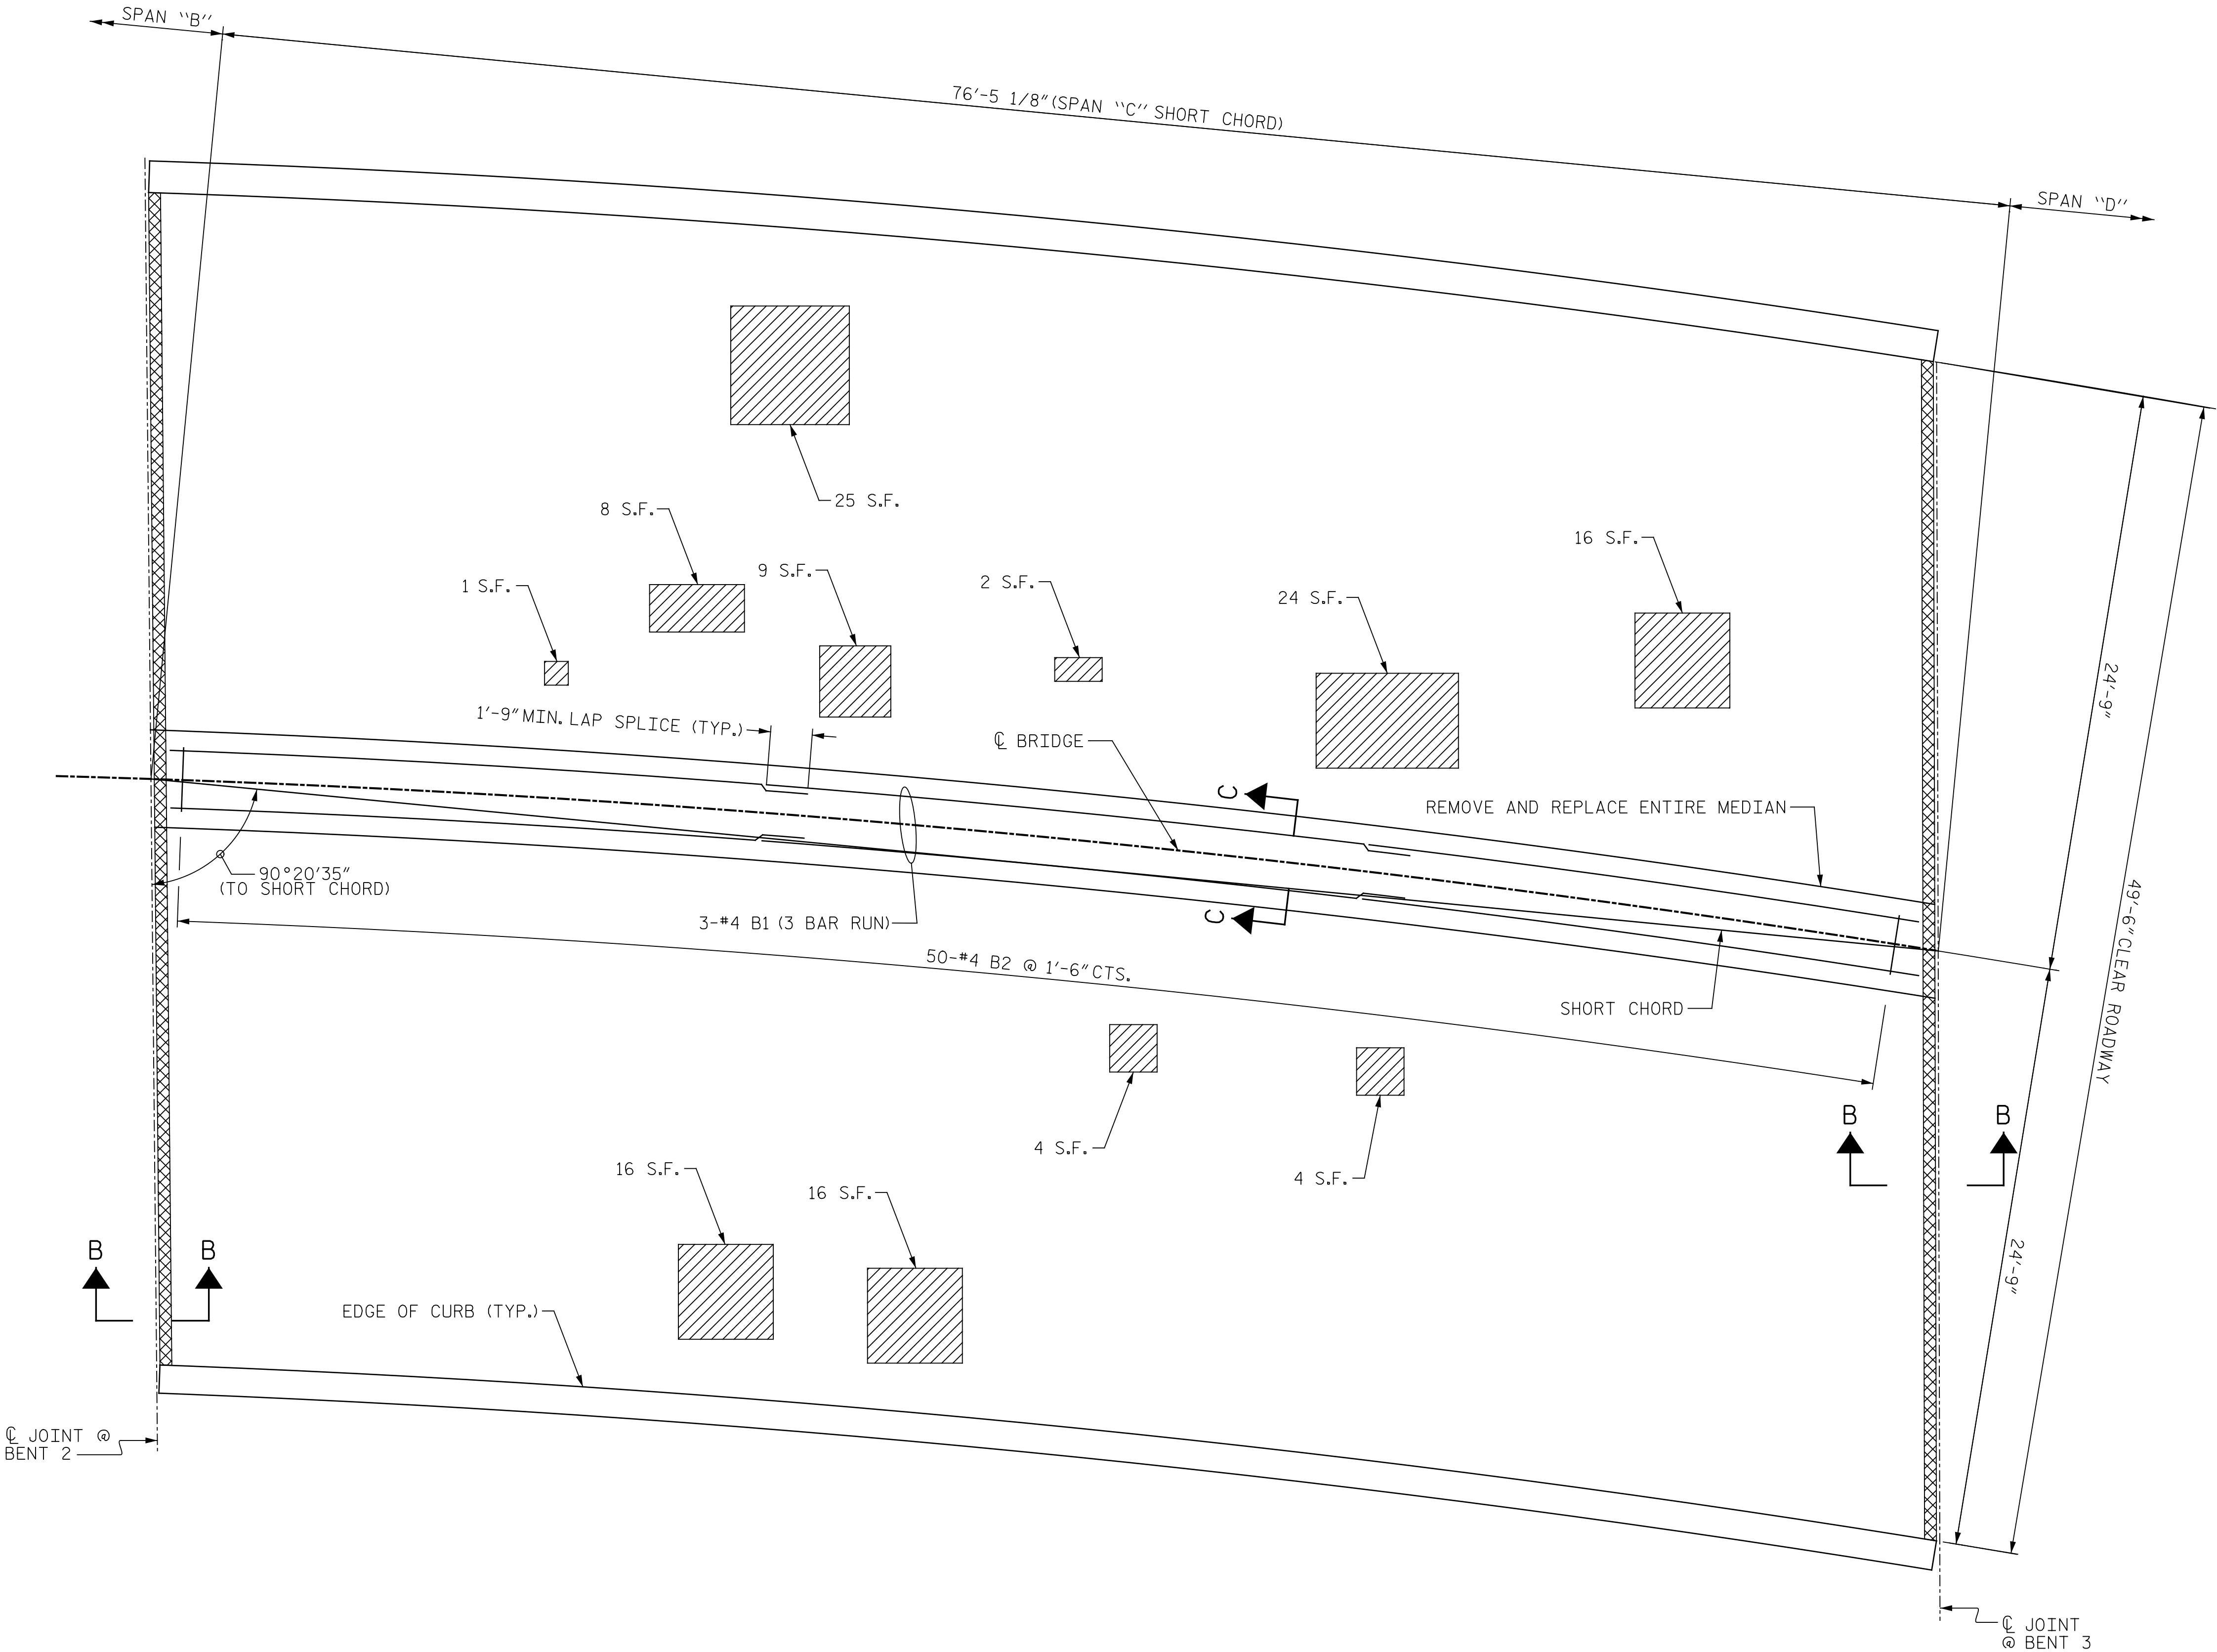 SPAN ‘‘B’’
76′-5 1/8″ (SPAN ‘‘C’’ SHORT CHORD)
SPAN ‘‘D’’
25 S.F.
8 S.F.
16 S.F.
9 S.F.
1 S.F.
2 S.F.
24 S.F.
24′-9″
1′-9″ MIN. LAP SPLICE (TYP.)
℄ BRIDGE
C
REMOVE AND REPLACE ENTIRE MEDIAN
90°20′35″
(TO SHORT CHORD)
3-#4 B1 (3 BAR RUN)
C
50-#4 B2 @ 1′-6″ CTS.
SHORT CHORD
49′-6″ CLEAR ROADWAY
4 S.F.
4 S.F.
B
B
16 S.F.
16 S.F.
24′-9″
B
B
EDGE OF CURB (TYP.)
℄ JOINT @
BENT 2
℄ JOINT
@ BENT 3